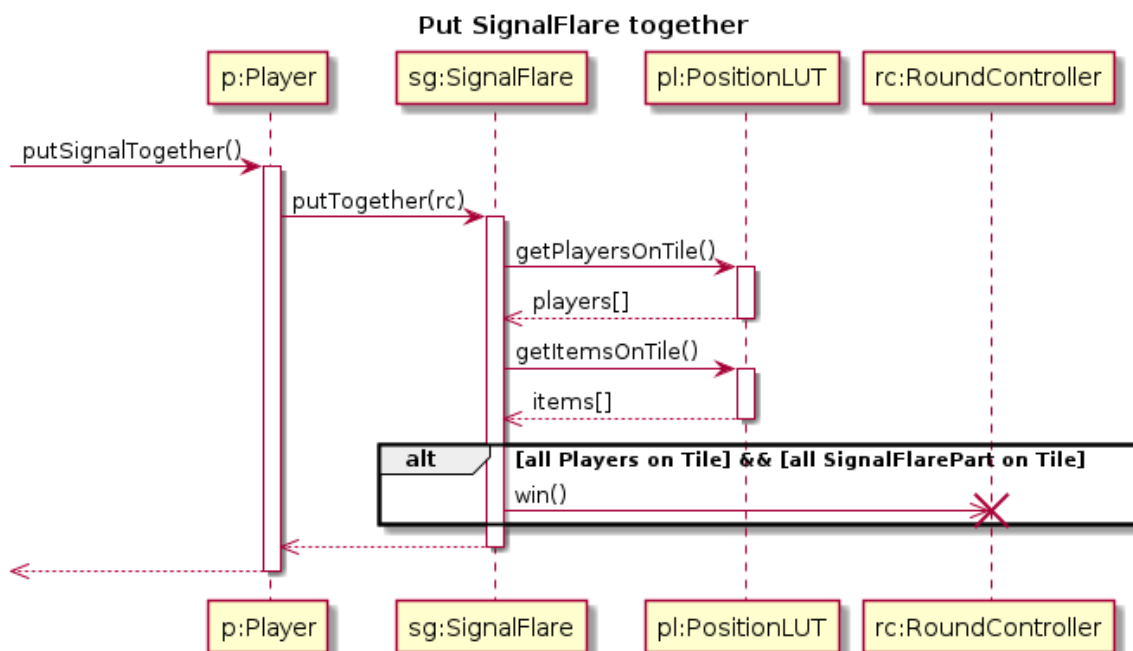 Put SignalFlare together
p:Player
sg:SignalFlare
pl:PositionLUT
rc:RoundController
putSignalTogether()
putTogether(rc)
getPlayersOnTile()
players[]
getItemsOnTile()
items[]
alt
[all Players on Tile] && [all SignalFlarePart on Tile]
win()
p:Player
sg:SignalFlare
pl:PositionLUT
rc:RoundController